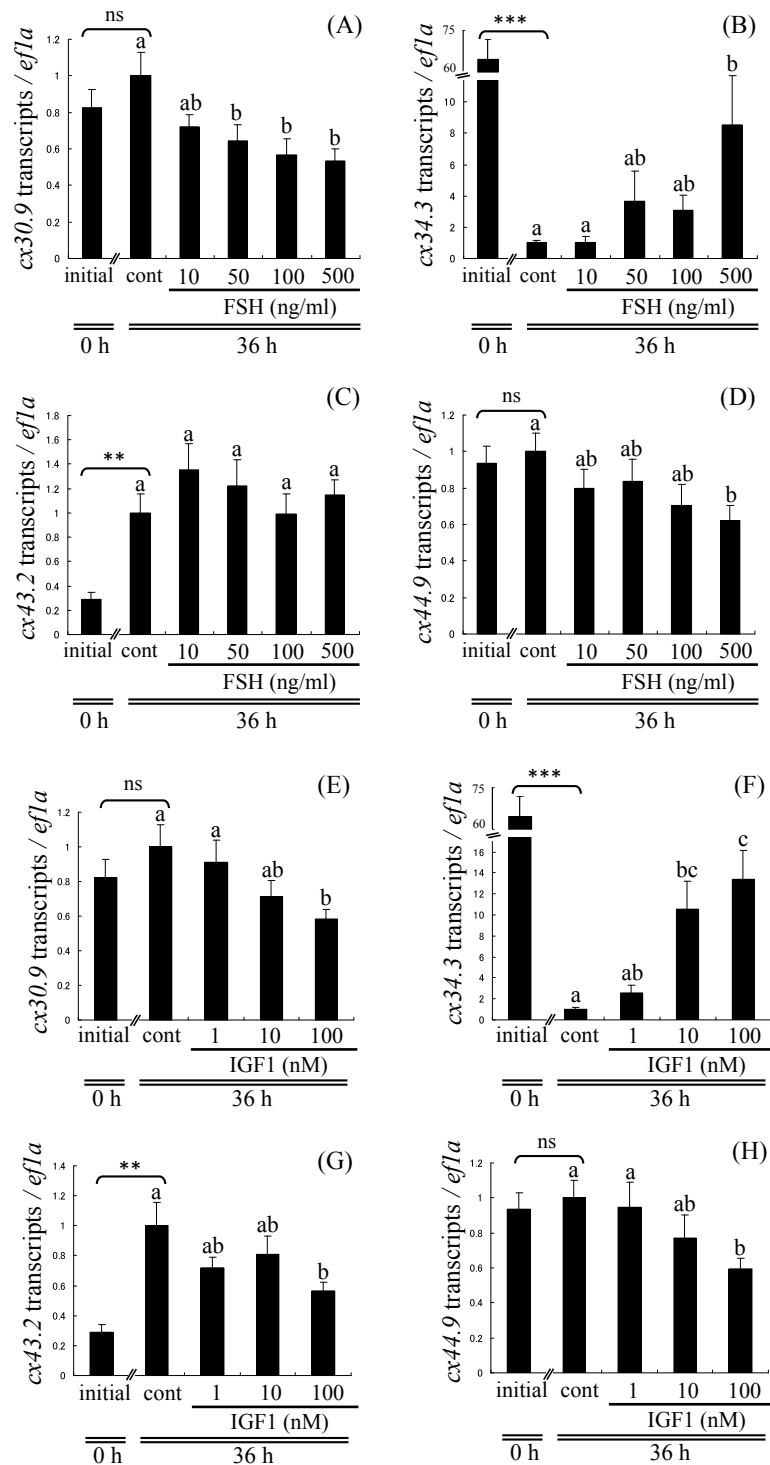 ns
(A)
cx30.9 transcripts / ef1a
1.2
1
0.8
0.6
0.4
0.2
0
a
ab
b
b
b
initial
cont
10
50
100
500
FSH (ng/ml)
0 h
36 h
***
(B)
cx34.3 transcripts / ef1a
75
60
10
8
6
4
2
0
a
a
ab
ab
b
initial
cont
10
50
100
500
FSH (ng/ml)
0 h
36 h
**
(C)
cx43.2 transcripts / ef1a
1.8
1.6
1.4
1.2
1
0.8
0.6
0.4
0.2
0
a
a
a
a
a
initial
cont
10
50
100
500
FSH (ng/ml)
0 h
36 h
ns
(D)
cx44.9 transcripts / ef1a
1.2
1
0.8
0.6
0.4
0.2
0
a
ab
ab
ab
b
initial
cont
10
50
100
500
FSH (ng/ml)
0 h
36 h
ns
(E)
cx30.9 transcripts / ef1a
1.2
1
0.8
0.6
0.4
0.2
0
a
a
ab
b
initial
cont
1
10
100
IGF1 (nM)
0 h
36 h
***
(F)
cx34.3 transcripts / ef1a
75
60
16
14
12
10
8
6
4
2
0
a
ab
bc
c
initial
cont
1
10
100
IGF1 (nM)
0 h
36 h
**
(G)
cx43.2 transcripts / ef1a
1.4
1.2
1
0.8
0.6
0.4
0.2
0
a
ab
ab
b
initial
cont
1
10
100
IGF1 (nM)
0 h
36 h
ns
(H)
cx44.9 transcripts / ef1a
1.2
1
0.8
0.6
0.4
0.2
0
a
a
ab
b
initial
cont
1
10
100
IGF1 (nM)
0 h
36 h